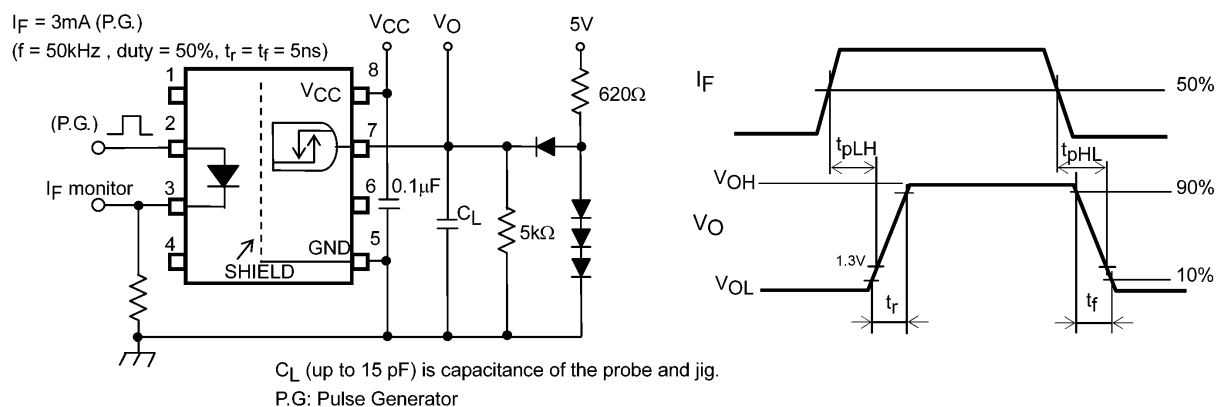 I_F = 3mA (P.G.)
(f = 50kHz , duty = 50%, t_r = t_f = 5ns)
V_CC
V_O
5V
1
8
V_CC
620Ω
(P.G.)
2
7
I_F monitor
3
6
0.1μF
C_L
5kΩ
4
GND
5
SHIELD
C_L (up to 15 pF) is capacitance of the probe and jig.
P.G: Pulse Generator
I_F
50%
t_pLH
t_pHL
V_OH
90%
V_O
1.3V
V_OL
10%
t_r
t_f